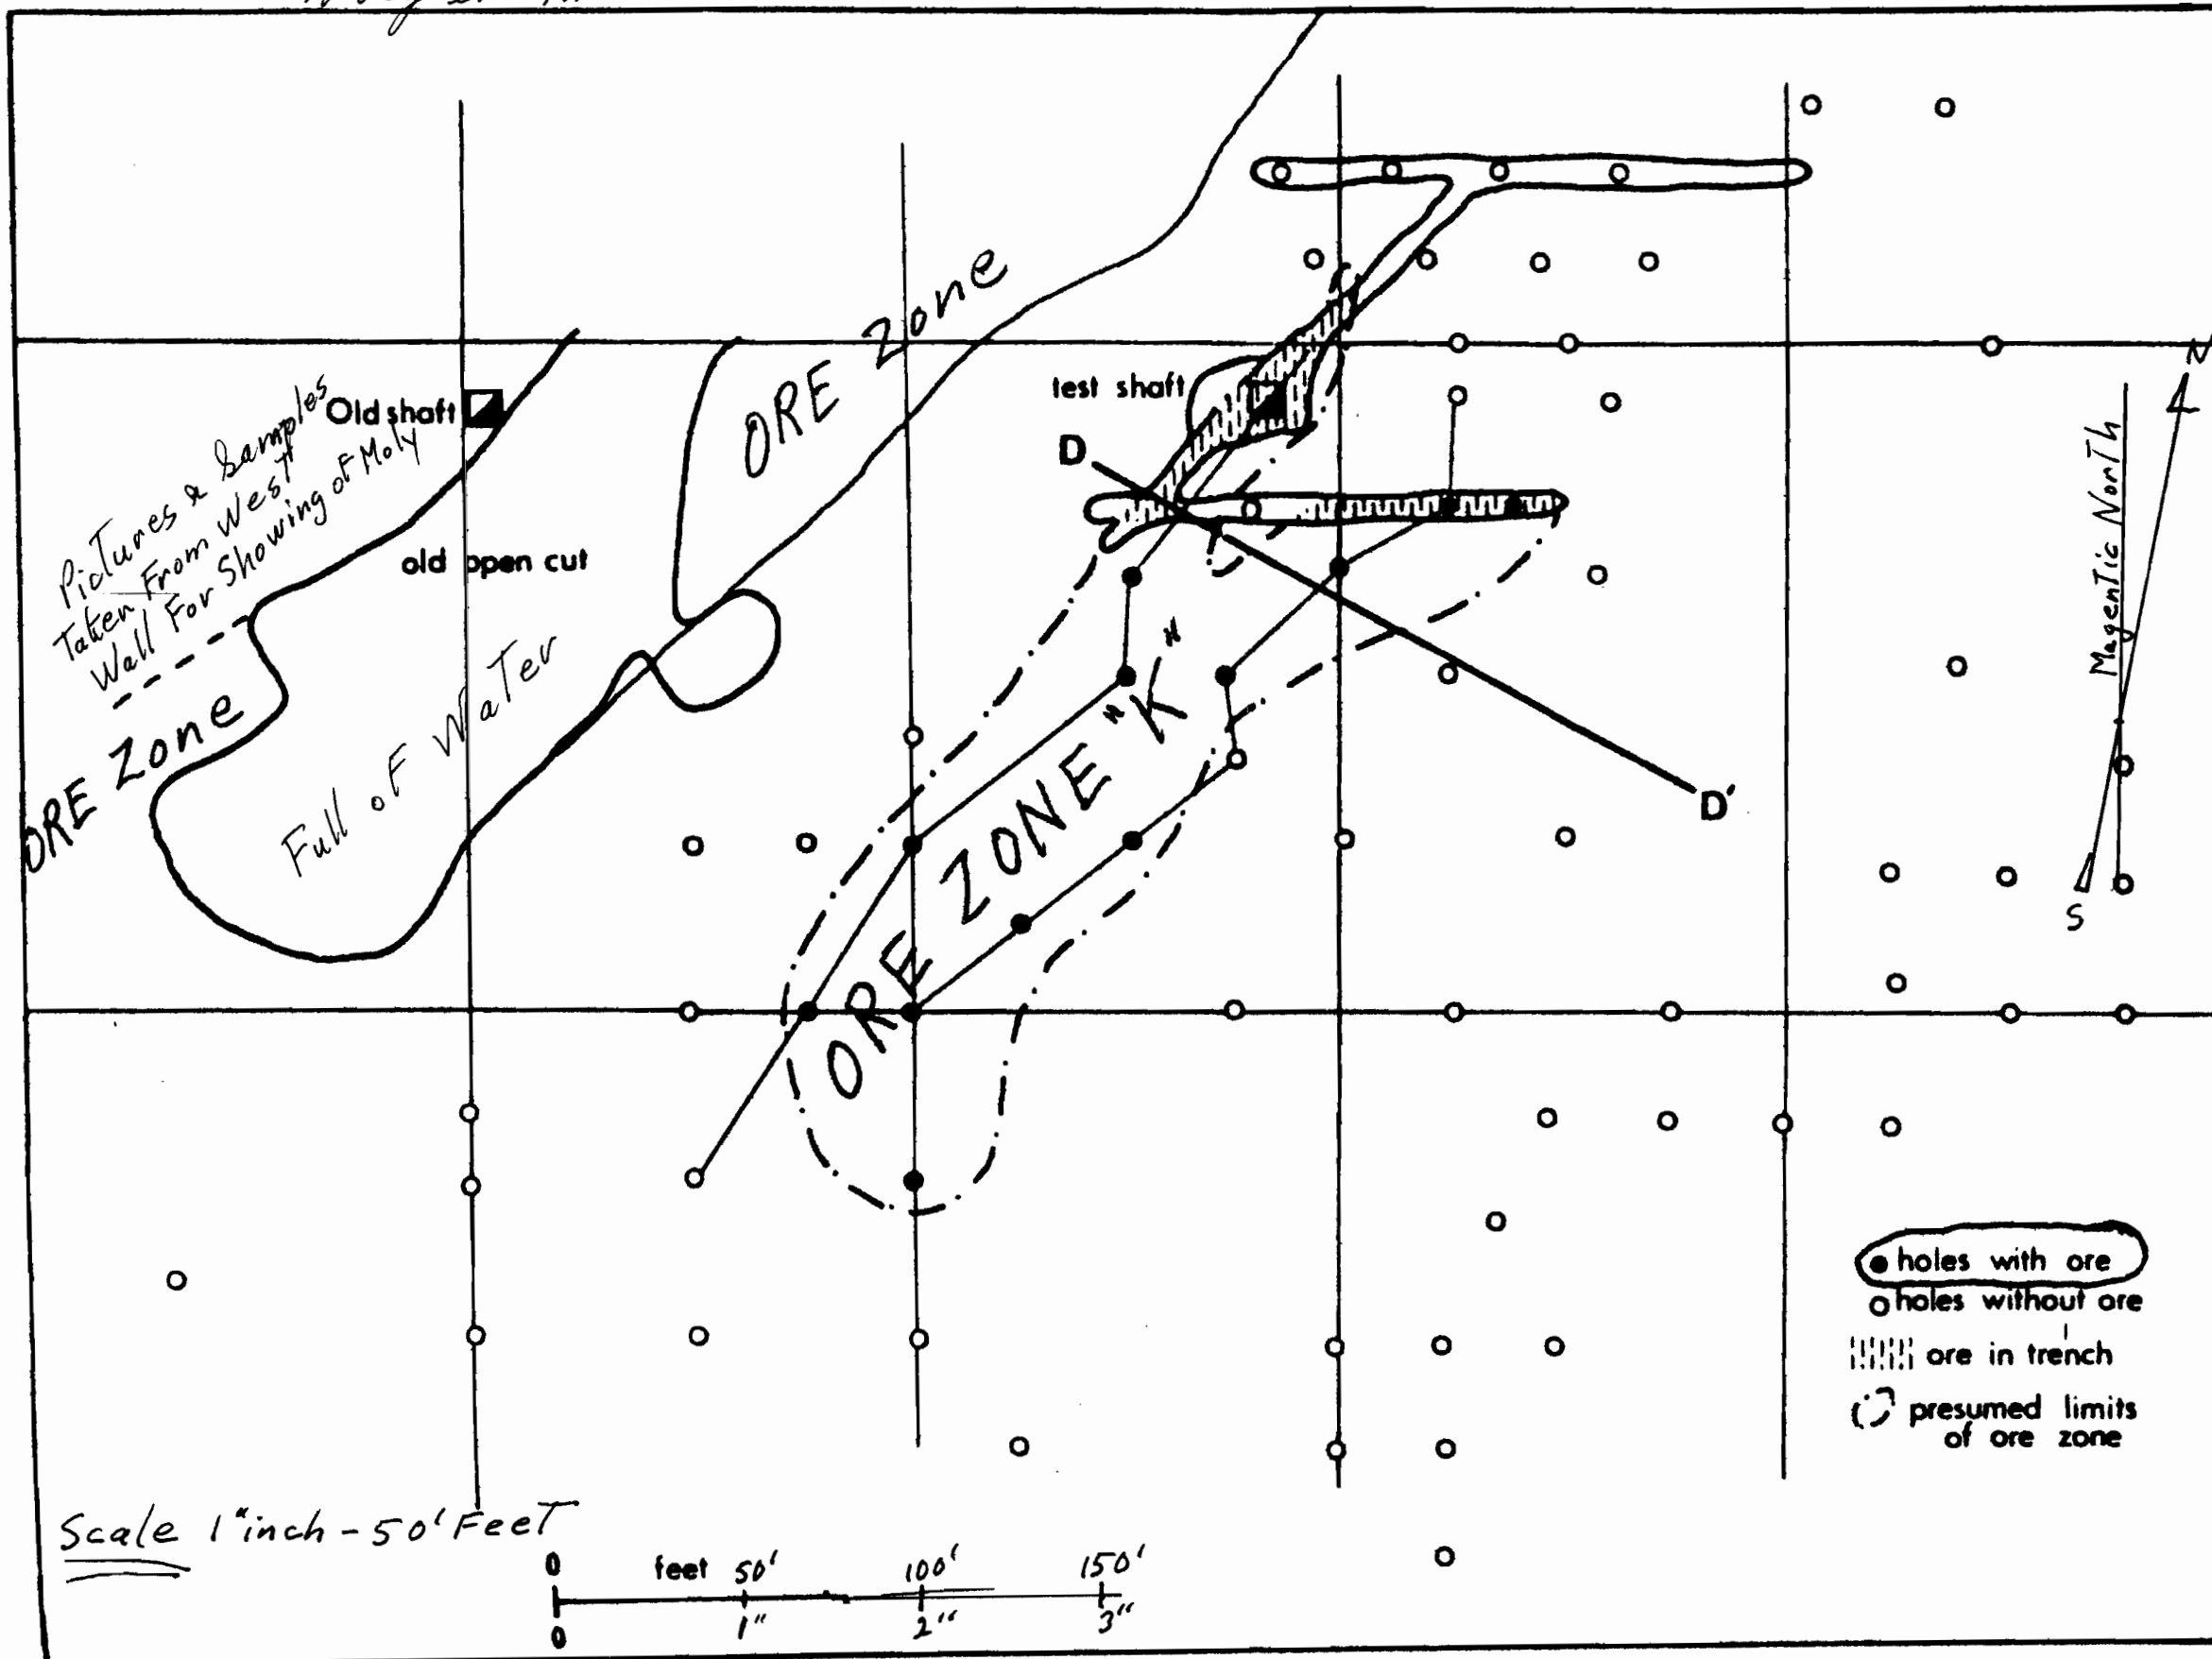 ORE Zone
test shaft
Old shaft
Pictures & Samples
Taken From West
Wall For Showing of Moly
D
old open cut
N
Magentic North
S
ORE Zone
Full of Water
ORE ZONE "K"
D'
holes with ore
holes without ore
ore in trench
presumed limits
of ore zone
Scale 1"inch - 50' FeeT
0 feet 50' 100' 150'
0 1" 2" 3"